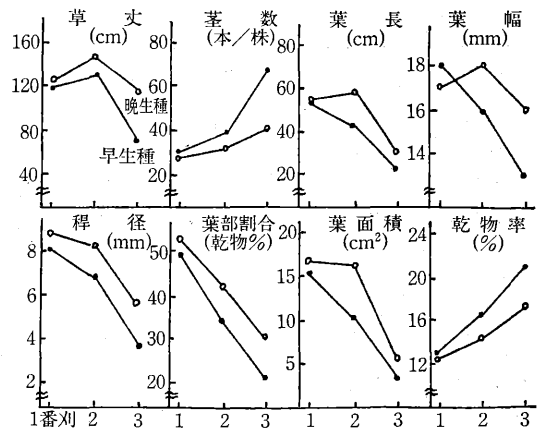 草丈
(cm)
160
120
80
40
晩生種
早生種
茎数
(本/株)
80
60
40
20
葉長
(cm)
80
60
40
20
葉幅
(mm)
18
16
14
稈径
(mm)
8
6
4
2
1番刈 2 3
葉部割合
(乾物%)
50
40
30
20
1 2 3
葉面積
(cm²)
20
15
10
5
1 2 3
乾物率
(%)
24
20
16
12
1 2 3